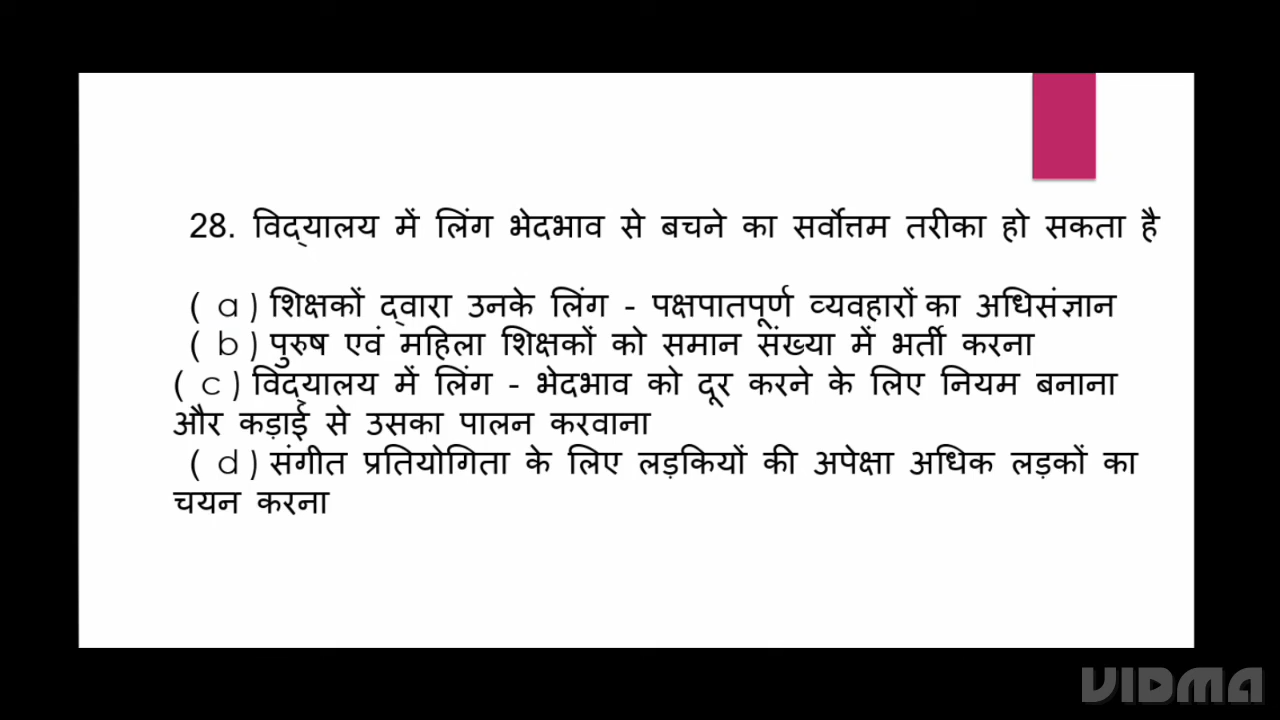 28. विद्यालय में लिंग भेदभाव से बचने का सर्वोत्तम तरीका हो सकता है
( a ) शिक्षकों द्वारा उनके लिंग - पक्षपातपूर्ण व्यवहारों का अधिसंज्ञान
( b ) पुरुष एवं महिला शिक्षकों को समान संख्या में भर्ती करना
( c ) विद्यालय में लिंग - भेदभाव को दूर करने के लिए नियम बनाना
और कड़ाई से उसका पालन करवाना
( d ) संगीत प्रतियोगिता के लिए लड़कियों की अपेक्षा अधिक लड़कों का
चयन करना
VIDMA